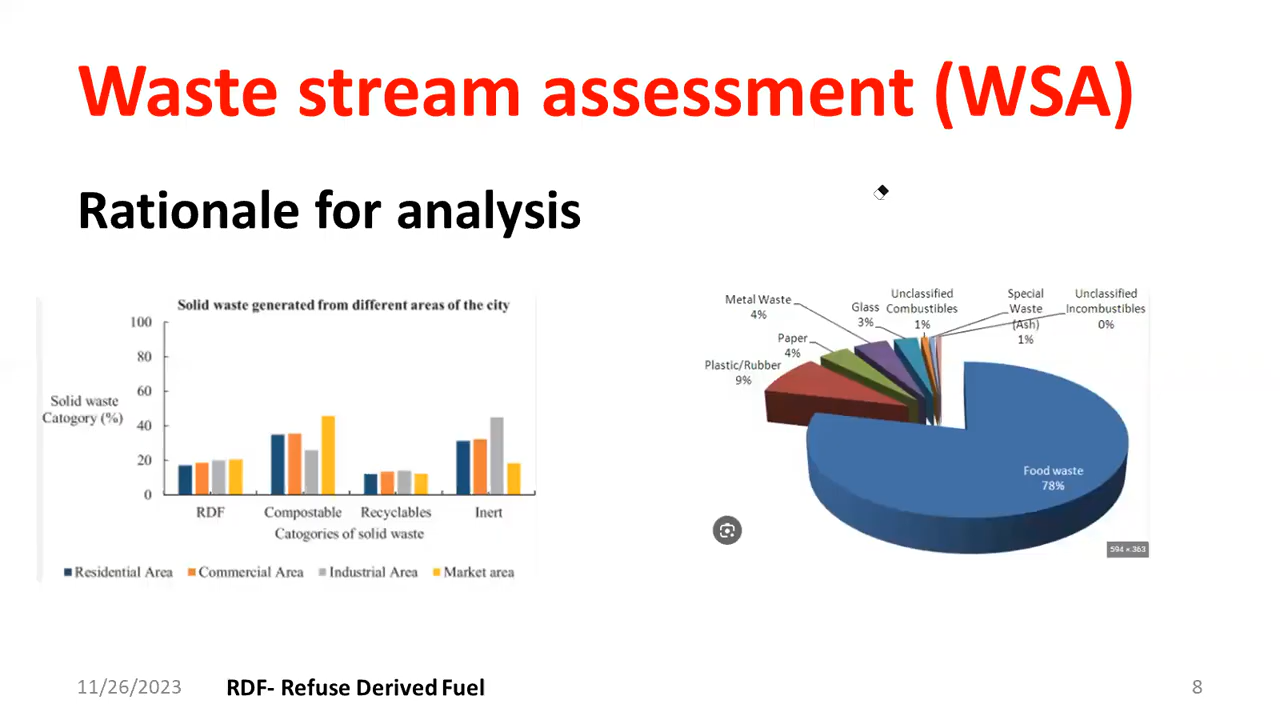 Waste stream assessment (WSA)
Rationale for analysis
Solid waste generated from different areas of the city
100
80
60
40
20
0
Solid waste
Catogory (%)
RDF Compostable Recyclables Inert
Catogories of solid waste
Residential Area Commercial Area Industrial Area Market area
Metal Waste
4%
Glass
3%
Unclassified
Combustibles
1%
Special
Waste
(Ash)
1%
Unclassified
Incombustibles
0%
Paper
4%
Plastic/Rubber
9%
Food waste
78%
594 × 363
11/26/2023
RDF- Refuse Derived Fuel
8